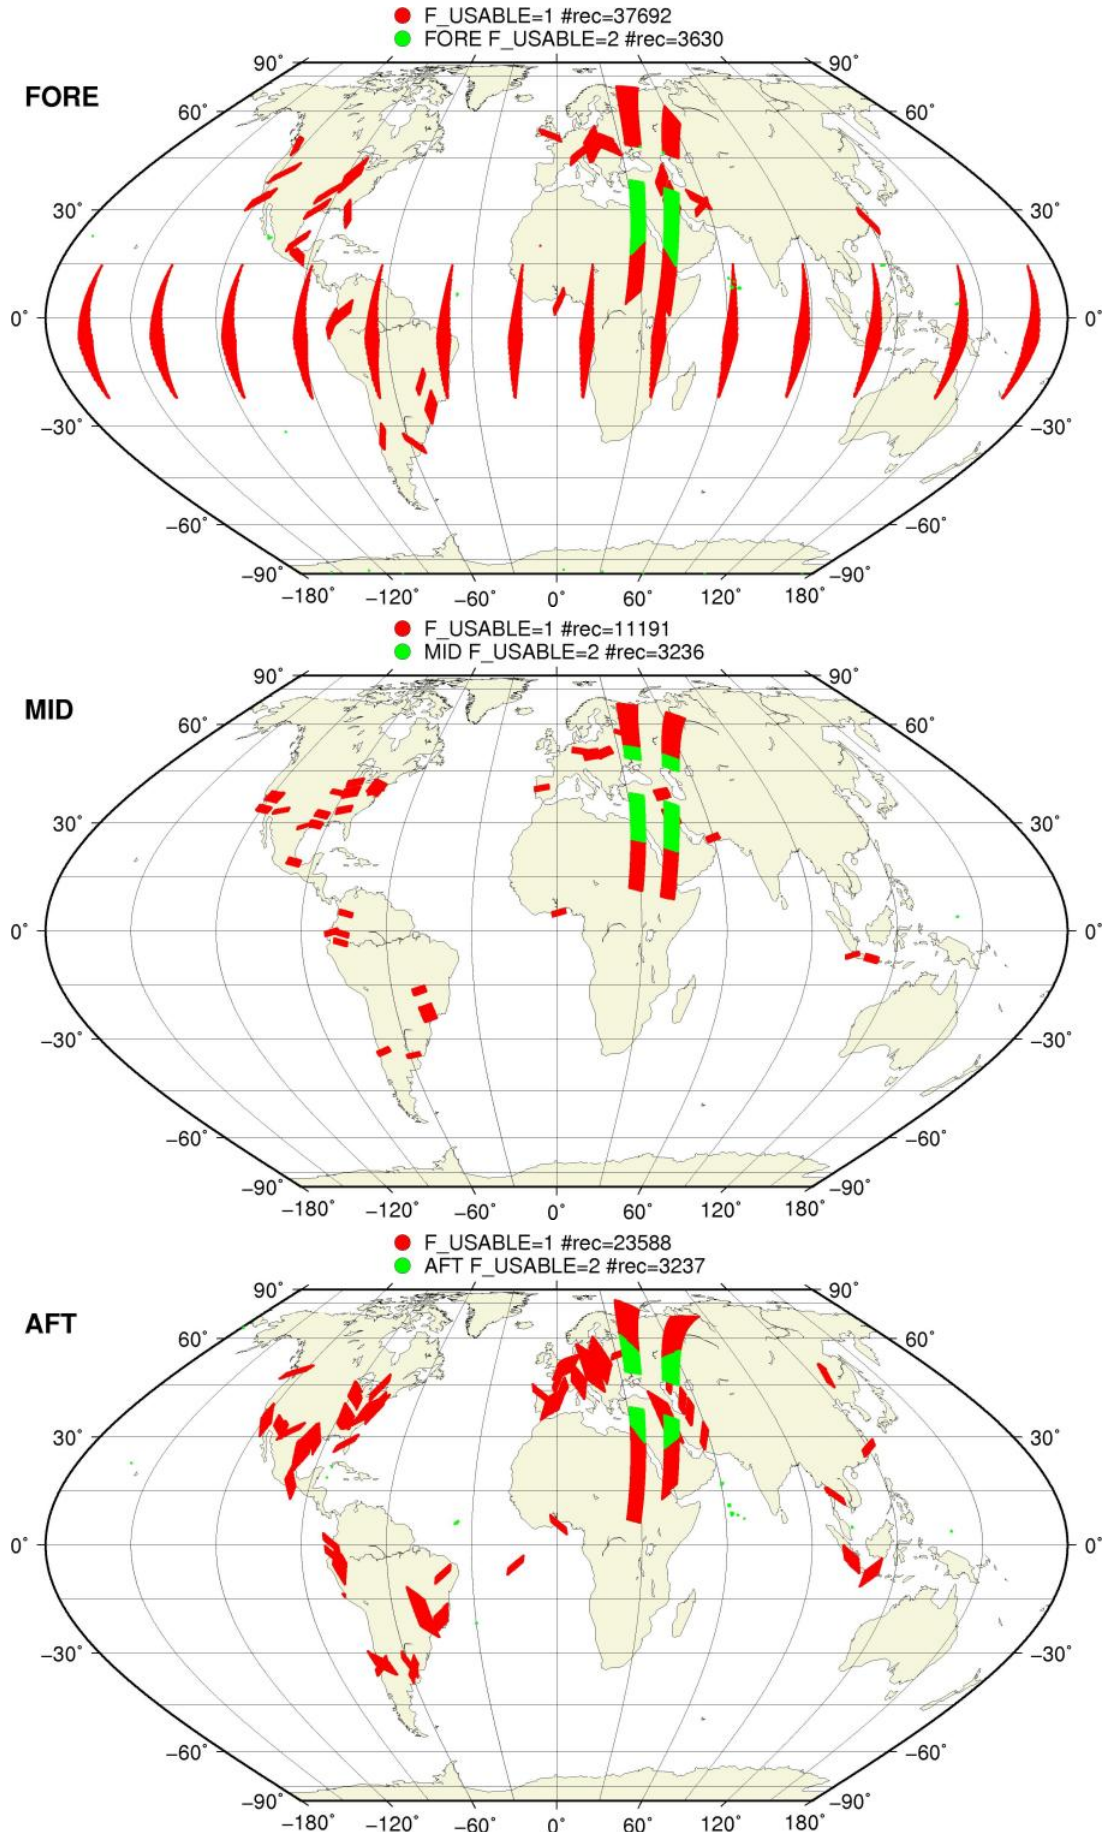 F_USABLE=1 #rec=37692
FORE F_USABLE=2 #rec=3630
FORE
90° 90°
60° 60°
30° 30°
0° 0°
−30° −30°
−60° −60°
−90° −90°
−180° −120° −60° 0° 60° 120° 180°
F_USABLE=1 #rec=11191
MID F_USABLE=2 #rec=3236
MID
90° 90°
60° 60°
30° 30°
0° 0°
−30° −30°
−60° −60°
−90° −90°
−180° −120° −60° 0° 60° 120° 180°
F_USABLE=1 #rec=23588
AFT F_USABLE=2 #rec=3237
AFT
90° 90°
60° 60°
30° 30°
0° 0°
−30° −30°
−60° −60°
−90° −90°
−180° −120° −60° 0° 60° 120° 180°